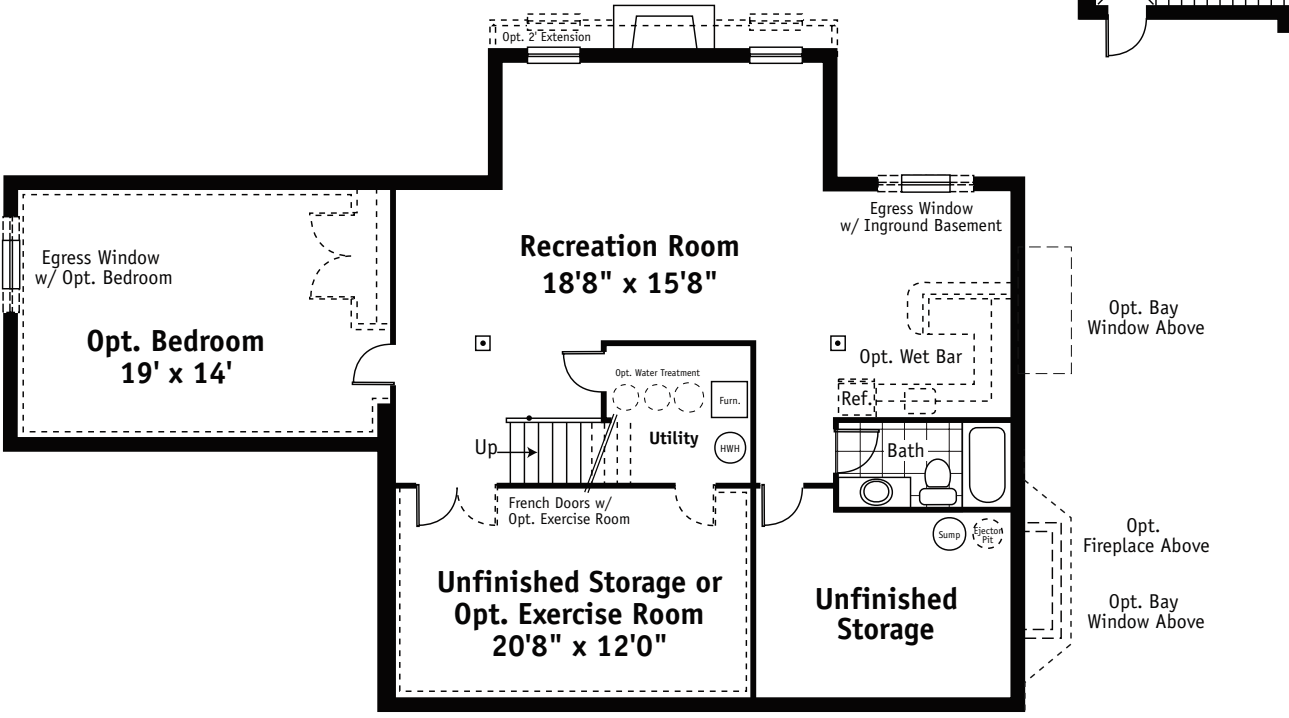 Opt. 2' Extension
Egress Window
w/ Inground Basement
Recreation Room
18'8" x 15'8"
Egress Window
w/ Opt. Bedroom
Opt. Bedroom
19' x 14'
Opt. Bay
Window Above
Opt. Wet Bar
Ref.
Opt. Water Treatment
Furn.
Utility
HWH
Up
Bath
French Doors w/
Opt. Exercise Room
Sump
Ejector
Pit
Opt.
Fireplace Above
Unfinished Storage or
Opt. Exercise Room
20'8" x 12'0"
Unfinished
Storage
Opt. Bay
Window Above